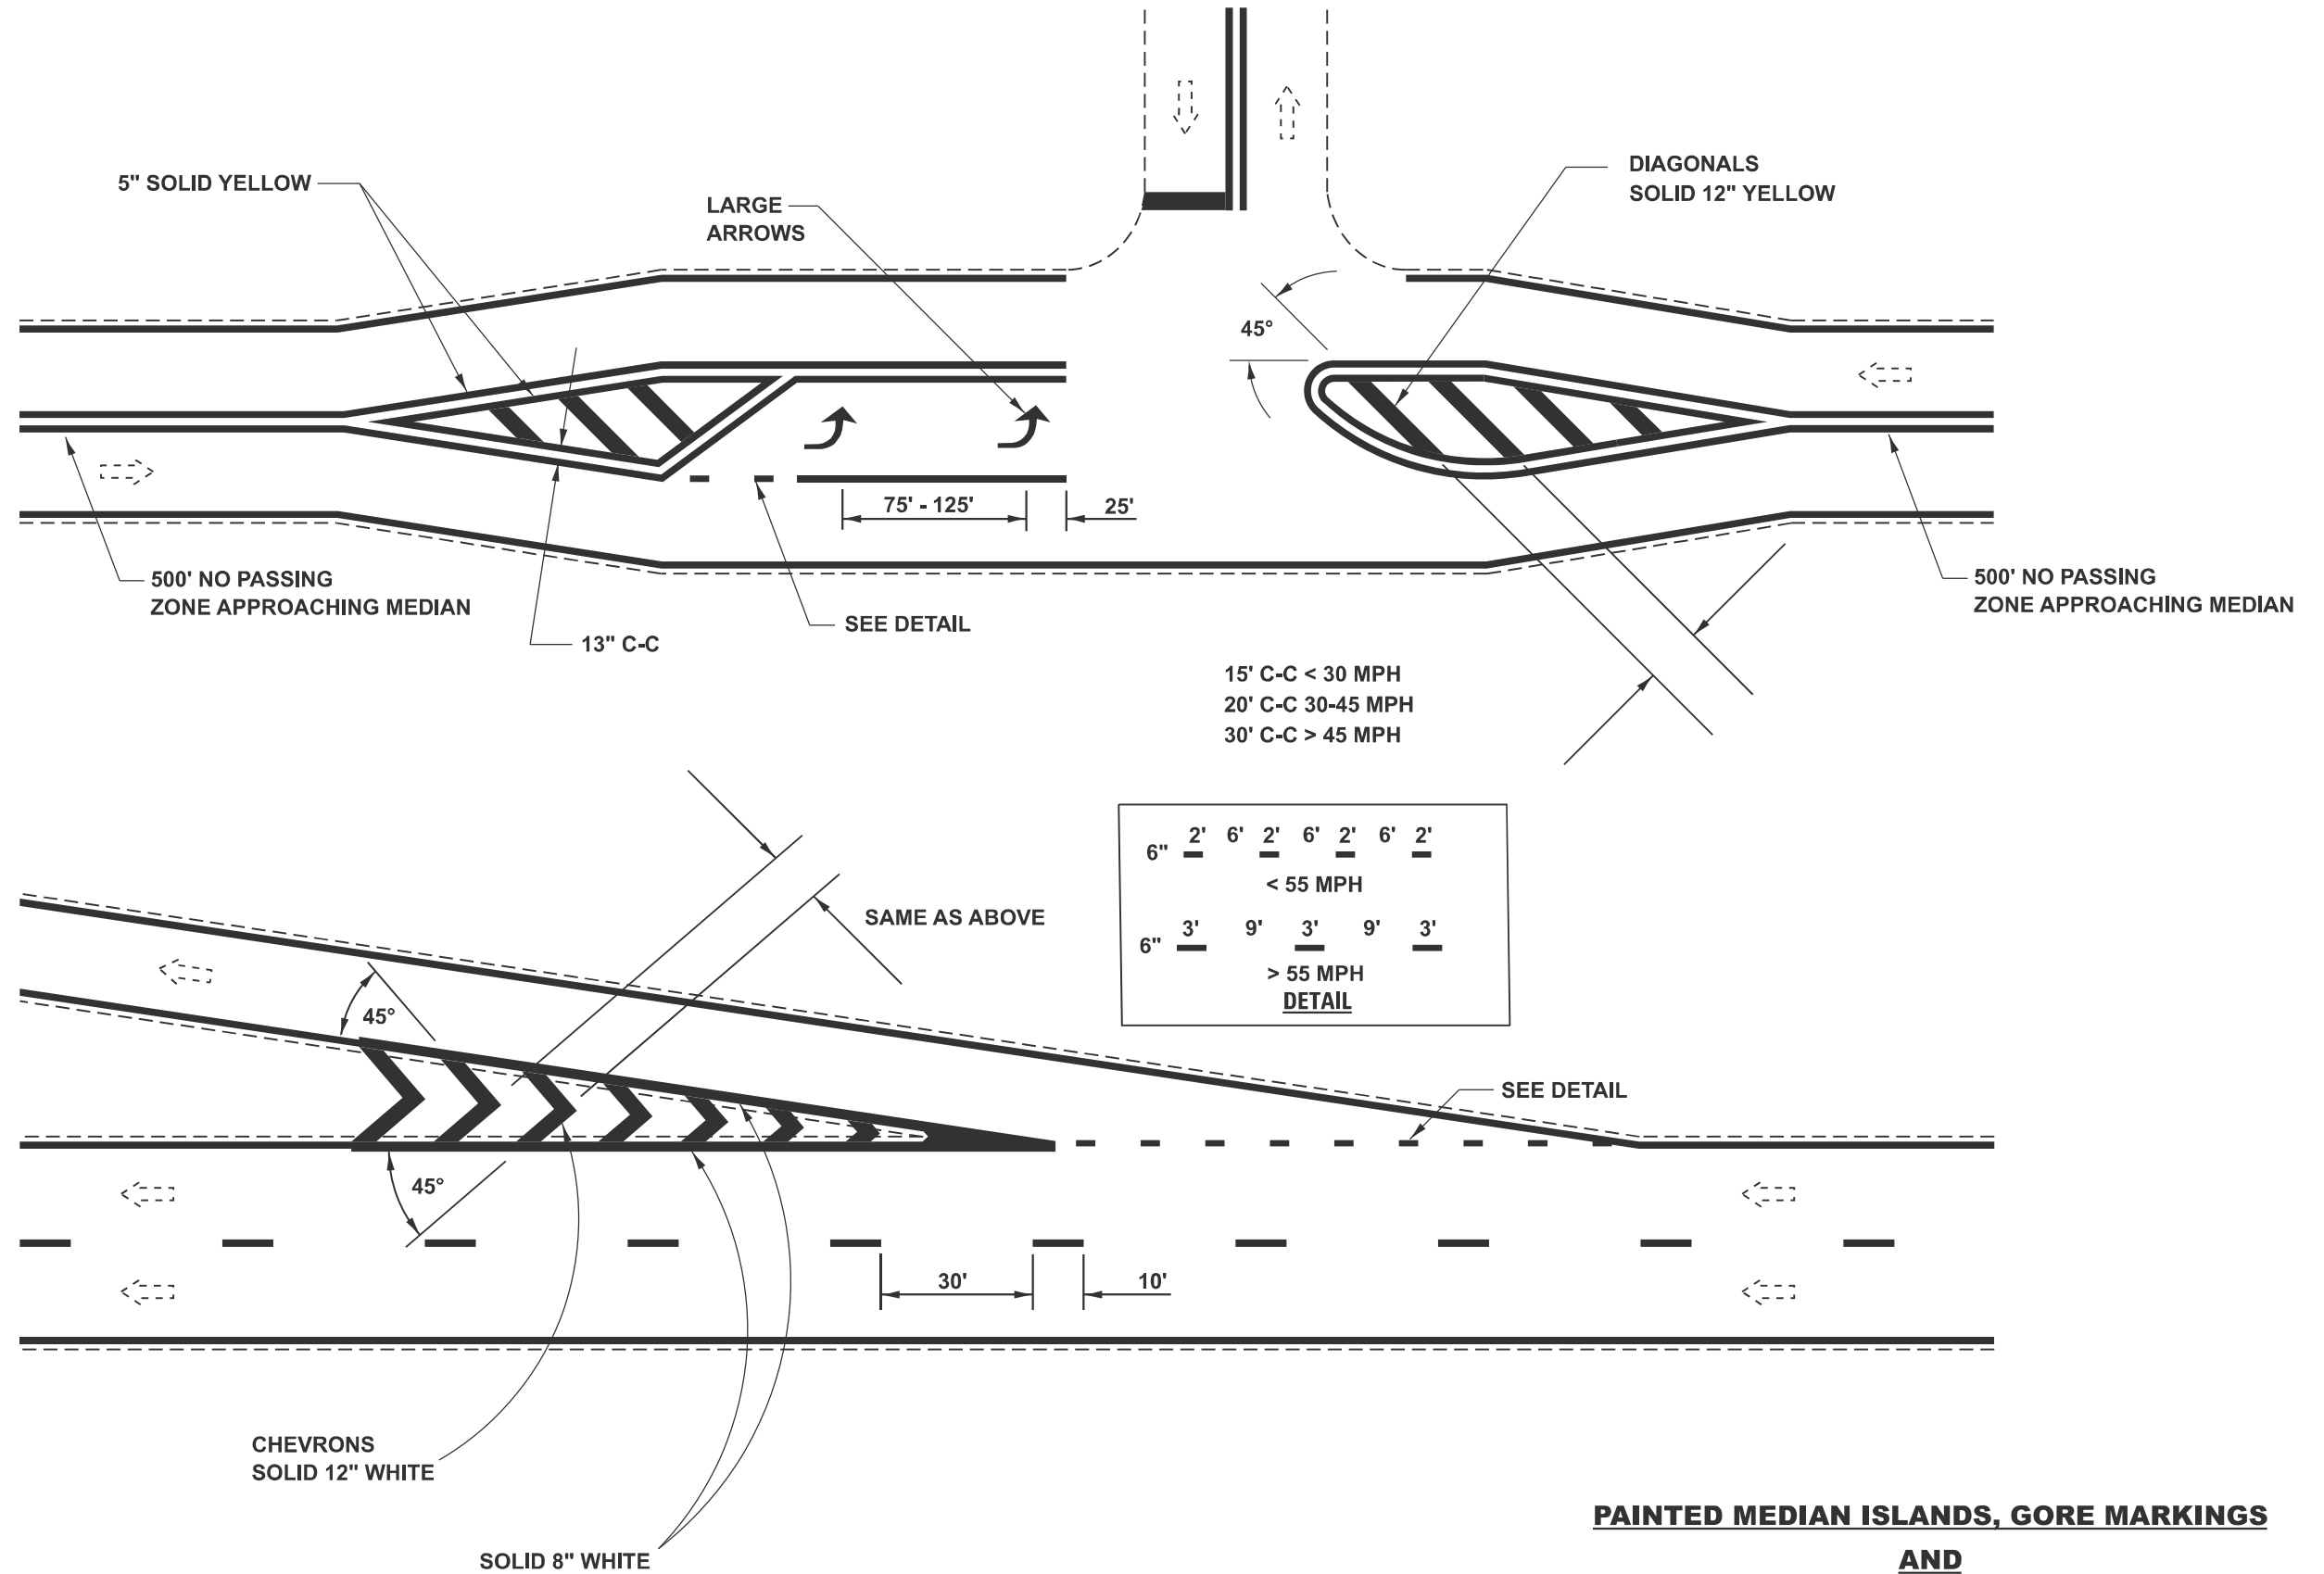 5" SOLID YELLOW
LARGE
ARROWS
DIAGONALS
SOLID 12" YELLOW
45°
75' - 125'
25'
500' NO PASSING
ZONE APPROACHING MEDIAN
13" C-C
SEE DETAIL
500' NO PASSING
ZONE APPROACHING MEDIAN
15' C-C < 30 MPH
20' C-C 30-45 MPH
30' C-C > 45 MPH
2' 6' 2' 6' 2' 6' 2'
6"
< 55 MPH
3' 9' 3' 9' 3'
6"
> 55 MPH
DETAIL
SAME AS ABOVE
45°
SEE DETAIL
45°
30'
10'
CHEVRONS
SOLID 12" WHITE
SOLID 8" WHITE
PAINTED MEDIAN ISLANDS, GORE MARKINGS
AND